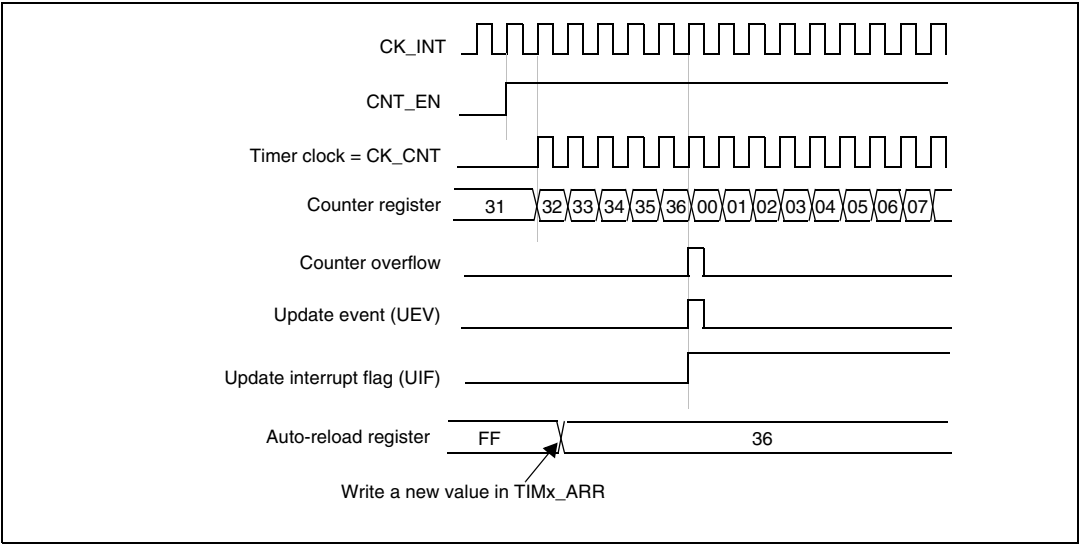 CK_INT
CNT_EN
Timer clock = CK_CNT
Counter register 31 32 33 34 35 36 00 01 02 03 04 05 06 07
Counter overflow
Update event (UEV)
Update interrupt flag (UIF)
Auto-reload register FF 36
Write a new value in TIMx_ARR